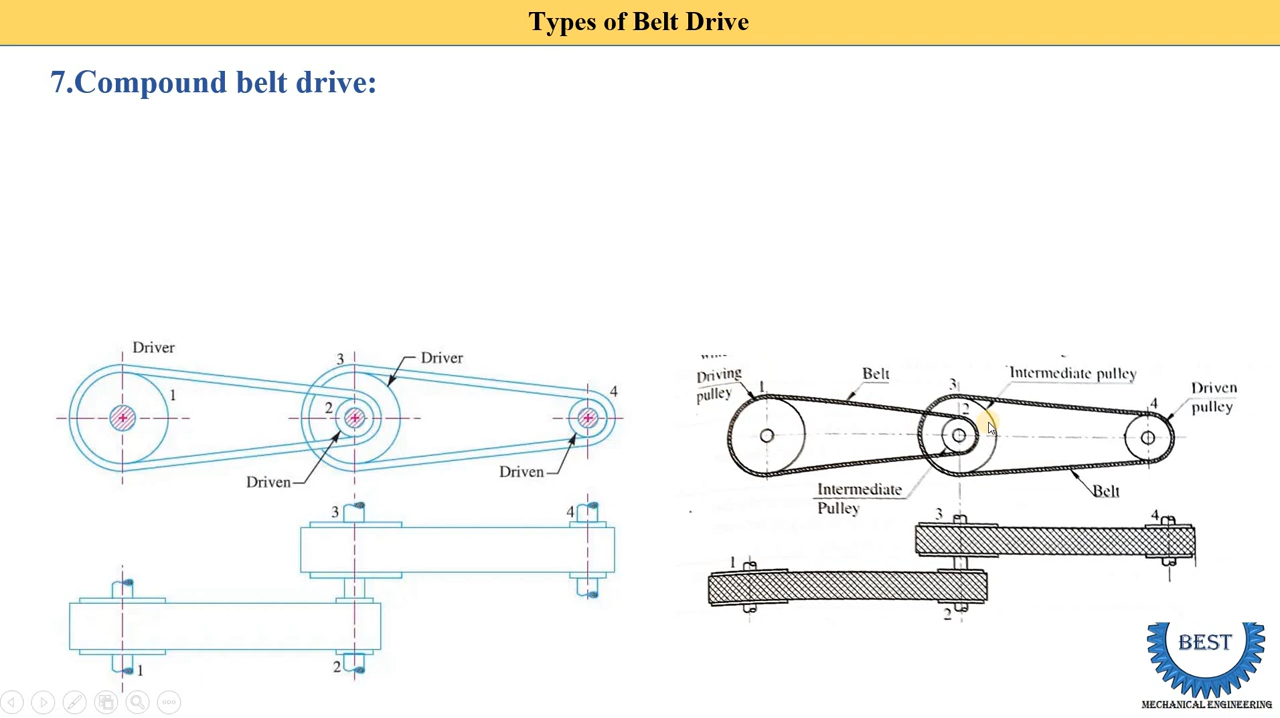 Types of Belt Drive
7.Compound belt drive:
Driver
1
2
3
Driver
4
Driven
Driven
3
4
1
2
Driving
pulley
1
Belt
3
2
Intermediate pulley
4
Driven
pulley
Intermediate
Pulley
Belt
3
4
1
2
BEST
MECHANICAL ENGINEERING